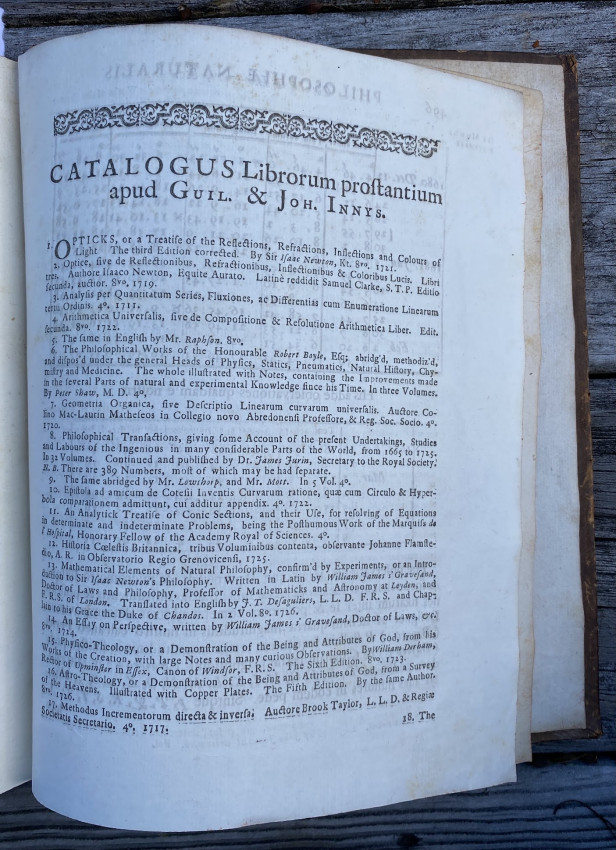 CATALOGUS Librorum proſtantium
apud GUIL. & JOH. INNYS.
1. OPTICKS, or a Treatiſe of the Reflections, Refractions, Inflections and Colours of
Light. The third Edition corrected. By Sir Iſaac Newton, Kt. 8vo. 1721.
2. Optice, ſive de Reflectionibus, Refractionibus, Inflectionibus & Coloribus Lucis. Libri
tres, Authore Iſaaco Newton, Equite Aurato. Latine reddidit Samuel Clarke, S. T. P. Editio
ſecunda, auctior. 8vo. 1719.
3. Analyſis per Quantitatum Series, Fluxiones, ac Differentias cum Enumeratione Linearum
tertii Ordinis. 4o. 1711.
4. Arithmetica Univerſalis, ſive de Compoſitione & Reſolutione Arithmetica Liber. Edit.
ſecunda. 8vo. 1722.
5. The ſame in Engliſh by Mr. Raphſon. 8vo.
6. The Philoſophical Works of the Honourable Robert Boyle, Eſq; abridg'd, methodiz'd,
and diſpos'd under the general Heads of Phyſics, Statics, Pneumatics, Natural Hiſtory, Chy-
miſtry and Medicine. The whole illuſtrated with Notes, containing the Improvements made
in the ſeveral Parts of natural and experimental Knowledge ſince his Time. In three Volumes.
By Peter Shaw, M. D. 4o.
7. Geometria Organica, ſive Deſcriptio Linearum curvarum univerſalis. Auctore Co-
lino Mac-Laurin Matheſeos in Collegio novo Abredonenſi Profeſſore, & Reg. Soc. Socio. 4o.
1720.
8. Philoſophical Tranſactions, giving ſome Account of the preſent Undertakings, Studies
and Labours of the Ingenious in many conſiderable Parts of the World, from 1665 to 1725.
In 32 Volumes. Continued and publiſhed by Dr. James Jurin, Secretary to the Royal Society.
N. B. There are 389 Numbers, moſt of which may be had ſeparate.
9. The ſame abridged by Mr. Lowthorp, and Mr. Mott. In 5 Vol. 4o.
10. Epiſtola ad amicum de Coteſii Inventis Curvarum ratione, quæ cum Circulo & Hyper-
bola comparationem admittunt, cui additur appendix. 4o. 1722.
11. An Analytick Treatiſe of Conic Sections, and their Uſe, for reſolving of Equations
in determinate and indeterminate Problems, being the Poſthumous Work of the Marquiſs de
l'Hoſpital, Honorary Fellow of the Academy Royal of Sciences. 4o.
12. Hiſtoria Cœleſtis Britannica, tribus Voluminibus contenta, obſervante Johanne Flamſte-
dio, A. R. in Obſervatorio Regio Grenovicenſi, 1725.
13. Mathematical Elements of Natural Philoſophy, confirm'd by Experiments, or an Intro-
duction to Sir Iſaac Newton's Philoſophy. Written in Latin by William James s' Graveſand,
Doctor of Laws and Philoſophy, Profeſſor of Mathematicks and Aſtronomy at Leyden, and
F. R. S. of London. Tranſlated into Engliſh by J. T. Deſaguliers, L. L. D. F. R. S. and Chap-
lain to his Grace the Duke of Chandos. In 2 Vol. 8o. 1726.
14. An Eſſay on Perſpective, written by William James s' Graveſand, Doctor of Laws, &c.
8vo. 1724.
15. Phyſico-Theology, or a Demonſtration of the Being and Attributes of God, from his
Works of the Creation, with large Notes and many curious Obſervations. By William Derham,
Rector of Upminſter in Eſſex, Canon of Windſor, F. R. S. The Sixth Edition. 8vo. 1723.
16. Aſtro-Theology, or a Demonſtration of the Being and Attributes of God, from a Survey
of the Heavens. Illuſtrated with Copper Plates. The Fifth Edition. By the ſame Author.
8vo. 1726.
17. Methodus Incrementorum directa & inverſa; Auctore Brook Taylor, L. L. D. & Regiæ
Societatis Secretario. 4o. 1717.
18. The